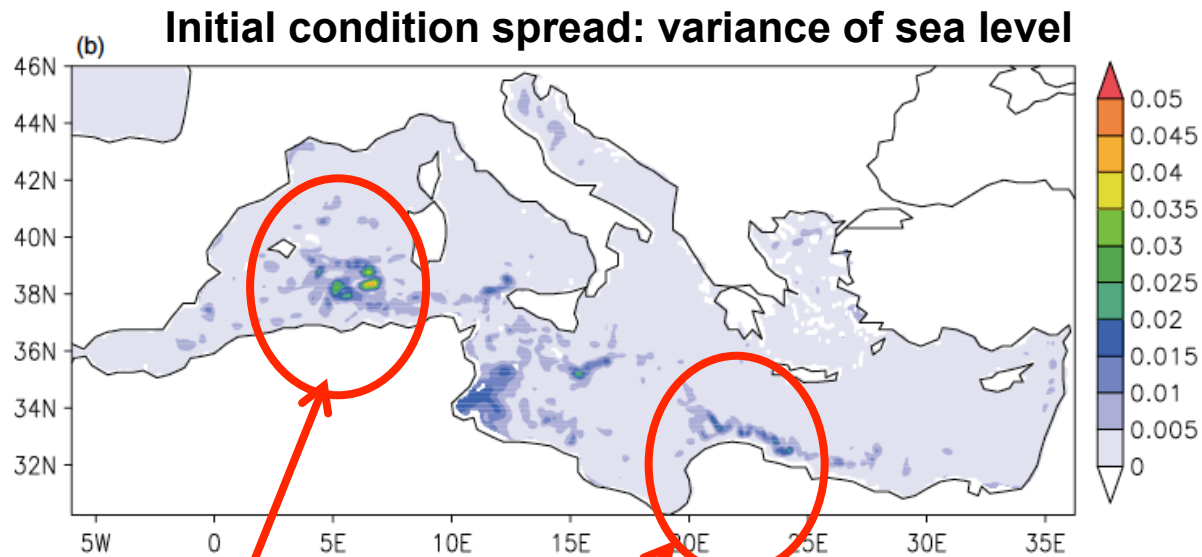 Initial condition spread: variance of sea level
(b)
46N
44N
42N
40N
38N
36N
34N
32N
5W 0 5E 10E 15E 20E 25E 30E 35E
0.05
0.045
0.04
0.035
0.03
0.025
0.02
0.015
0.01
0.005
0